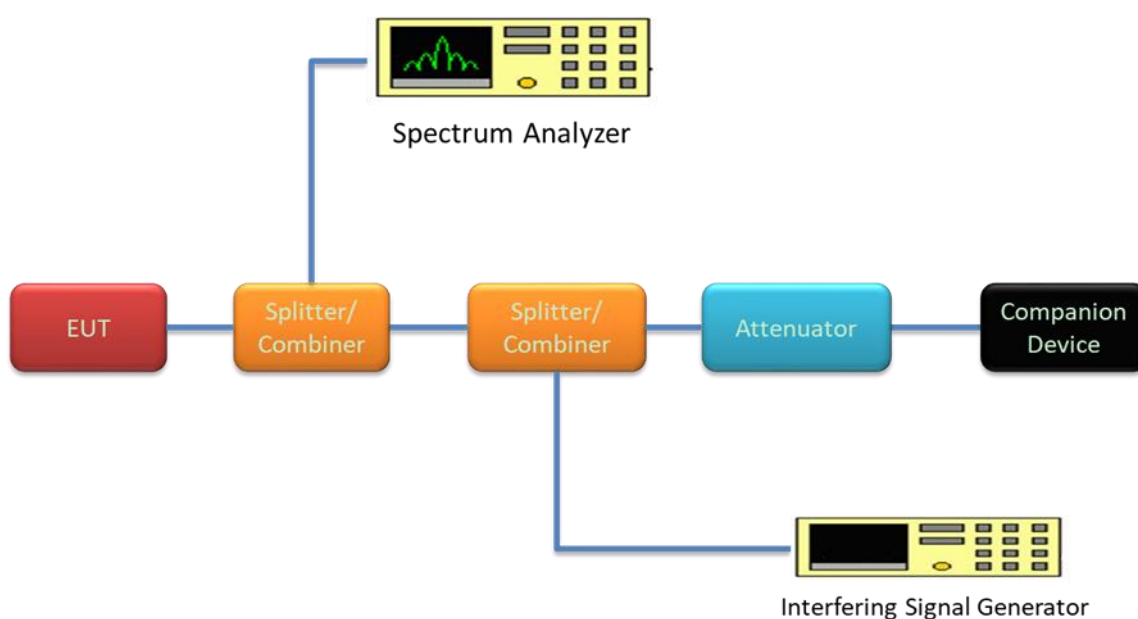 Spectrum Analyzer
EUT
Splitter/
Combiner
Splitter/
Combiner
Attenuator
Companion
Device
Interfering Signal Generator